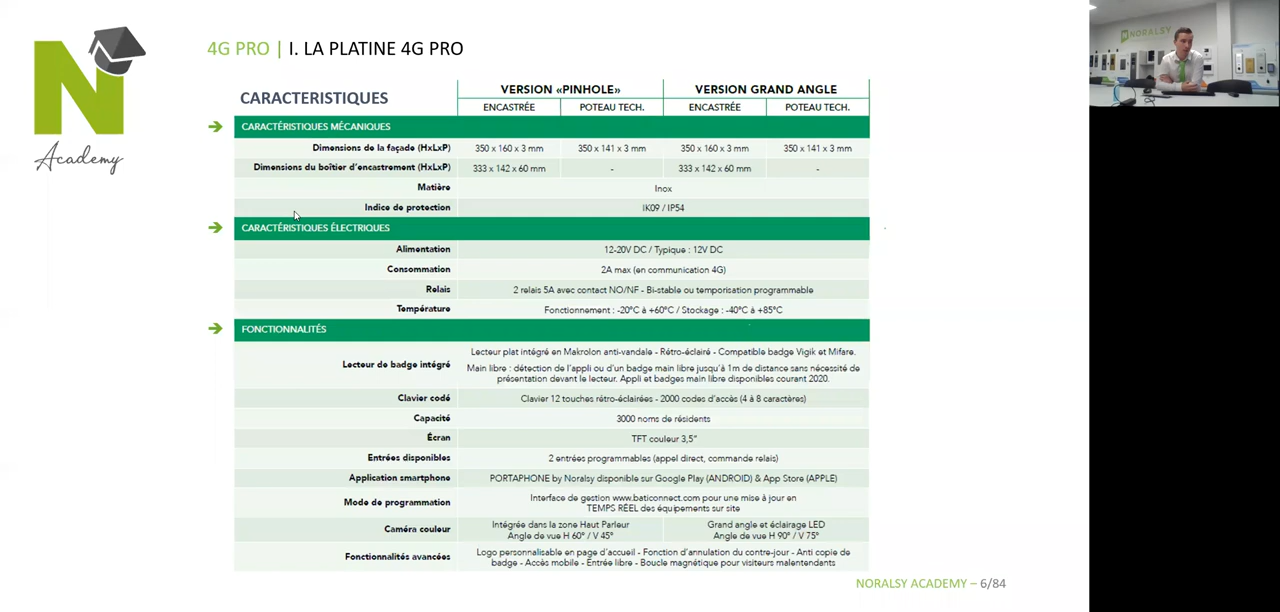 N
Academy
4G PRO | I. LA PLATINE 4G PRO
NORALSY
CARACTERISTIQUES
VERSION «PINHOLE» VERSION GRAND ANGLE
ENCASTRÉE POTEAU TECH. ENCASTRÉE POTEAU TECH.
CARACTÉRISTIQUES MÉCANIQUES
Dimensions de la façade (HxLxP) 350 x 160 x 3 mm 350 x 141 x 3 mm 350 x 160 x 3 mm 350 x 141 x 3 mm
Dimensions du boîtier d'encastrement (HxLxP) 333 x 142 x 60 mm - 333 x 142 x 60 mm -
Matière Inox
Indice de protection IK09 / IP54
CARACTÉRISTIQUES ÉLECTRIQUES
Alimentation 12-20V DC / Typique : 12V DC
Consommation 2A max (en communication 4G)
Relais 2 relais 5A avec contact NO/NF - Bi-stable ou temporisation programmable
Température Fonctionnement : -20°C à +60°C / Stockage : -40°C à +85°C
FONCTIONNALITÉS
Lecteur de badge intégré
Lecteur plat intégré en Makrolon anti-vandale - Rétro-éclairé - Compatible badge Vigik et Mifare.
Main libre : détection de l'appli ou d'un badge main libre jusqu'à 1m de distance sans nécessité de
présentation devant le lecteur. Appli et badges main libre disponibles courant 2020.
Clavier codé Clavier 12 touches rétro-éclairées - 2000 codes d'accès (4 à 8 caractères)
Capacité 3000 noms de résidents
Écran TFT couleur 3,5"
Entrées disponibles 2 entrées programmables (appel direct, commande relais)
Application smartphone PORTAPHONE by Noralsy disponible sur Google Play (ANDROID) & App Store (APPLE)
Mode de programmation
Interface de gestion www.baticonnect.com pour une mise à jour en
TEMPS RÉEL des équipements sur site
Caméra couleur
Intégrée dans la zone Haut Parleur Grand angle et éclairage LED
Angle de vue H 60° / V 45° Angle de vue H 90° / V 75°
Fonctionnalités avancées
Logo personnalisable en page d'accueil - Fonction d'annulation du contre-jour - Anti copie de
badge - Accès mobile - Entrée libre - Boucle magnétique pour visiteurs malentendants
NORALSY ACADEMY – 6/84